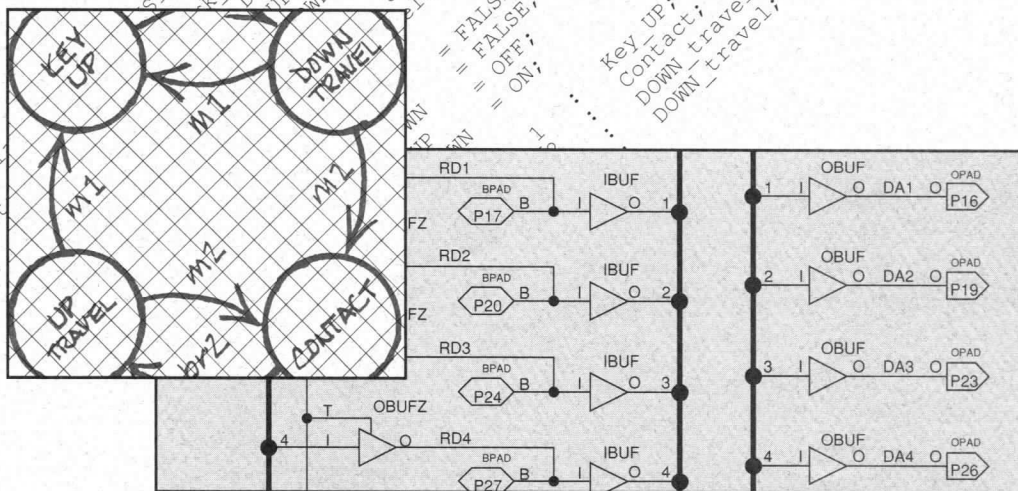 = FALSE,
= OFF;
= ON;
Key_UP;
Contact;
DOWN_travel;
KEY
UP
DOWN
TRAVEL
M1
M1
M2
M2
UP
TRAVEL
CONTACT
br2
RD1
BPAD
P17 B I IBUF O 1
RD2
BPAD
P20 B I IBUF O 2
RD3
BPAD
P24 B I IBUF O 3
T OBUFZ
4 I O RD4
BPAD
P27 B I IBUF O 4
FZ
FZ
1 I OBUF O DA1 O OPAD P16
2 I OBUF O DA2 O OPAD P19
3 I OBUF O DA3 O OPAD P23
4 I OBUF O DA4 O OPAD P26